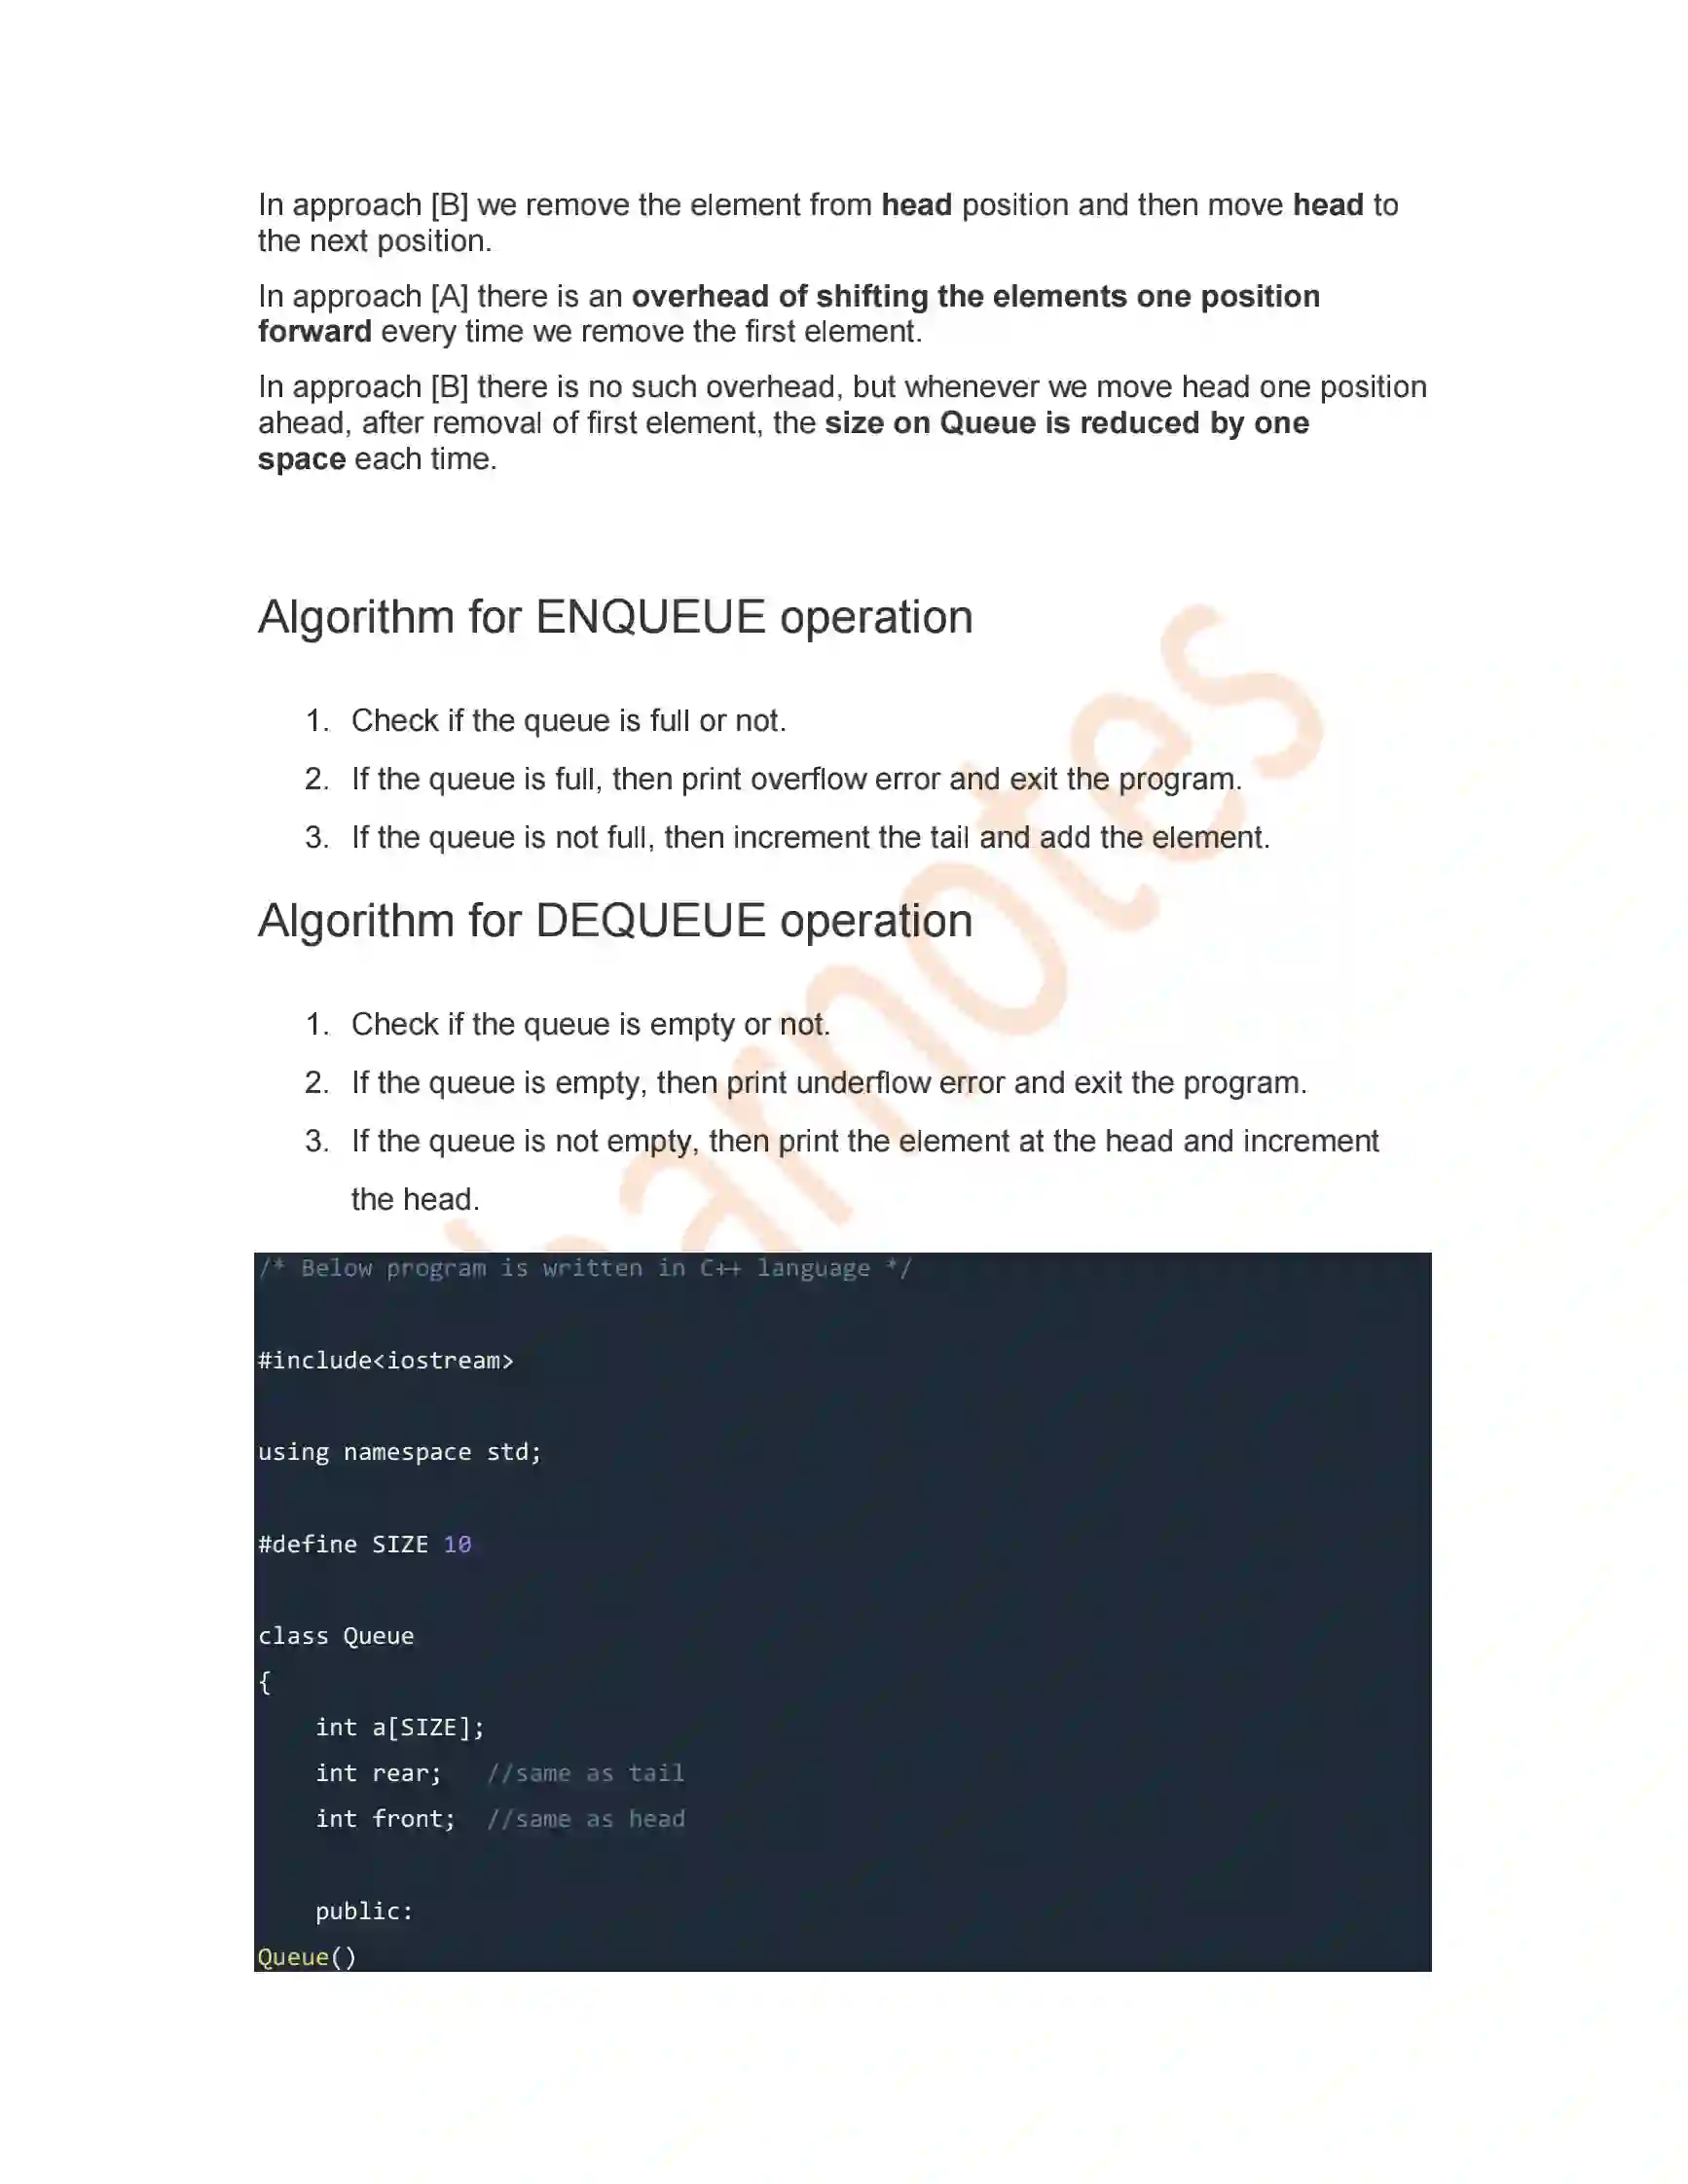 In approach [B] we remove the element from head position and then move head to
the next position.
In approach [A] there is an overhead of shifting the elements one position
forward every time we remove the first element.
In approach [B] there is no such overhead, but whenever we move head one position
ahead, after removal of first element, the size on Queue is reduced by one
space each time.
Algorithm for ENQUEUE operation
1. Check if the queue is full or not.
2. If the queue is full, then print overflow error and exit the program.
3. If the queue is not full, then increment the tail and add the element.
Algorithm for DEQUEUE operation
1. Check if the queue is empty or not.
2. If the queue is empty, then print underflow error and exit the program.
3. If the queue is not empty, then print the element at the head and increment
the head.
/* Below program is written in C++ language */
#include<iostream>
using namespace std;
#define SIZE 10
class Queue
{
    int a[SIZE];
    int rear;   //same as tail
    int front;  //same as head
    public:
Queue()